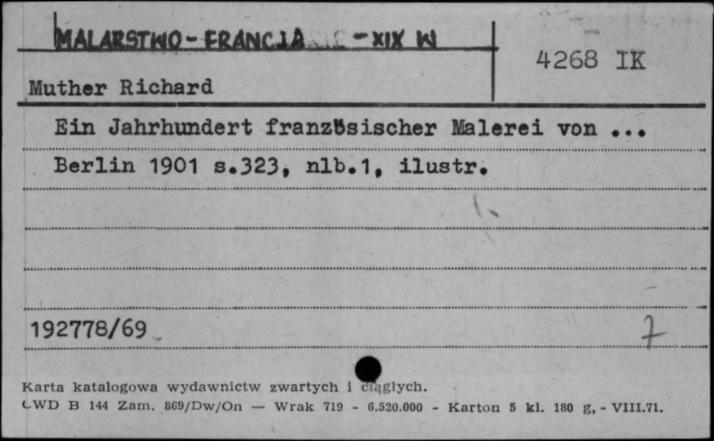 MALARSTWO - FRANCJA - XIX W
4268 IK
Muther Richard
Ein Jahrhundert französischer Malerei von ...
Berlin 1901 s.323, nlb.1, ilustr.
192778/69
7
Karta katalogowa wydawnictw zwartych i ciągłych.
CWD B 144 Zam. 869/Dw/On — Wrak 719 - 6.520.000 - Karton 5 kl. 180 g, - VIII.71.